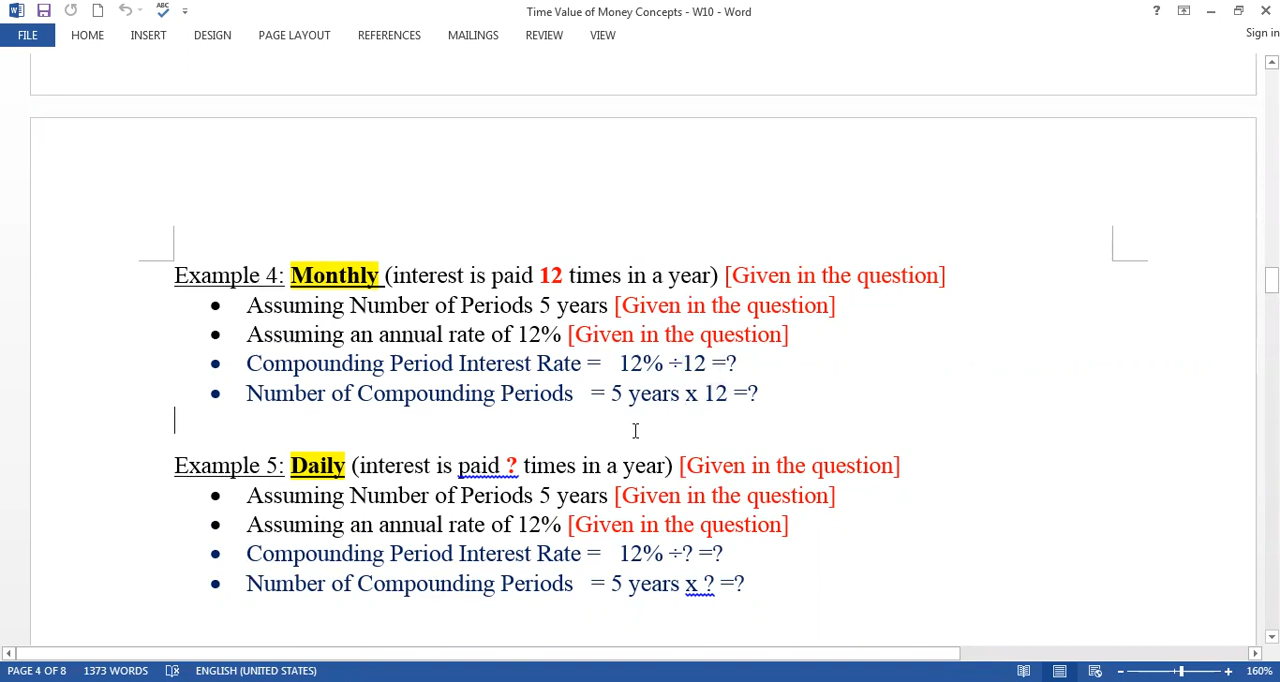 Time Value of Money Concepts - W10 - Word
?
ABC
FILE HOME INSERT DESIGN PAGE LAYOUT REFERENCES MAILINGS REVIEW VIEW Sign in
Example 4: Monthly (interest is paid 12 times in a year) [Given in the question]
• Assuming Number of Periods 5 years [Given in the question]
• Assuming an annual rate of 12% [Given in the question]
• Compounding Period Interest Rate = 12% ÷12 =?
• Number of Compounding Periods = 5 years x 12 =?
Example 5: Daily (interest is paid ? times in a year) [Given in the question]
• Assuming Number of Periods 5 years [Given in the question]
• Assuming an annual rate of 12% [Given in the question]
• Compounding Period Interest Rate = 12% ÷? =?
• Number of Compounding Periods = 5 years x ? =?
PAGE 4 OF 8 1373 WORDS ENGLISH (UNITED STATES) 160%